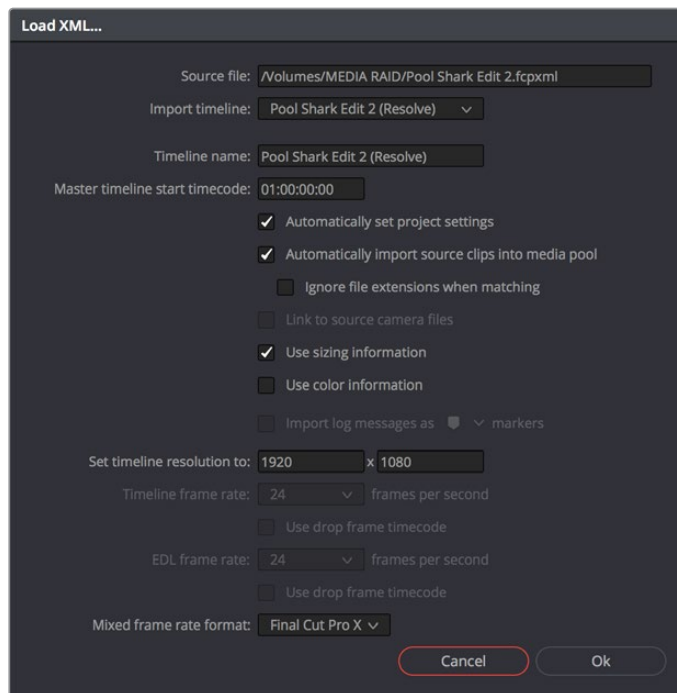 Load XML...
Source file: /Volumes/MEDIA RAID/Pool Shark Edit 2.fcpxml
Import timeline: Pool Shark Edit 2 (Resolve)
Timeline name: Pool Shark Edit 2 (Resolve)
Master timeline start timecode: 01:00:00:00
Automatically set project settings
Automatically import source clips into media pool
Ignore file extensions when matching
Link to source camera files
Use sizing information
Use color information
Import log messages as markers
Set timeline resolution to: 1920 x 1080
Timeline frame rate: 24 frames per second
Use drop frame timecode
EDL frame rate: 24 frames per second
Use drop frame timecode
Mixed frame rate format: Final Cut Pro X
Cancel Ok